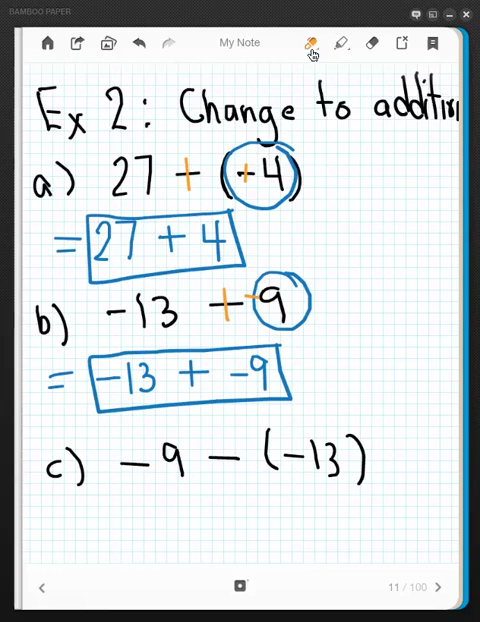 BAMBOO PAPER
My Note
Ex 2: Change to addition
a) 27 + (+4)
= 27 + 4
b) -13 + -9
= -13 + -9
c) -9 - (-13)
11 / 100